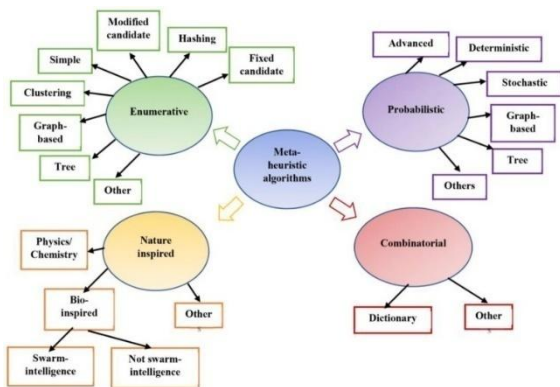 Modified
candidate
Hashing
Simple
Fixed
candidate
Clustering
Enumerative
Graph-
based
Tree
Other
Advanced
Deterministic
Stochastic
Probabilistic
Graph-
based
Tree
Others
Meta-
heuristic
algorithms
Physics/
Chemistry
Nature
inspired
Bio-
inspired
Other
Swarm-
intelligence
Not swarm-
intelligence
Combinatorial
Dictionary
Other